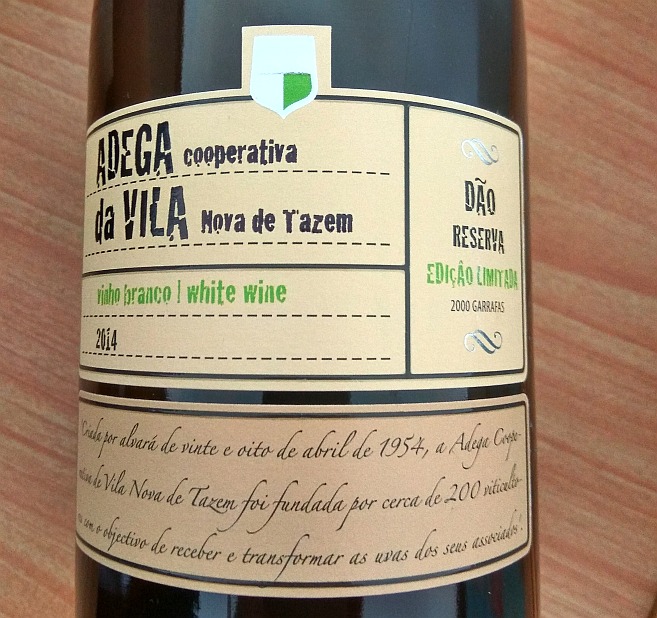 ADEGA cooperativa
da VILA Nova de Tazem
vinho branco | white wine
2014
DÃO
RESERVA
EDIÇÃO LIMITADA
2000 GARRAFAS
Criada por alvará de vinte e oito de abril de 1954, a Adega Coope-
rativa de Vila Nova de Tazem foi fundada por cerca de 200 viticulto-
com o objectivo de receber e transformar as uvas dos seus associados.